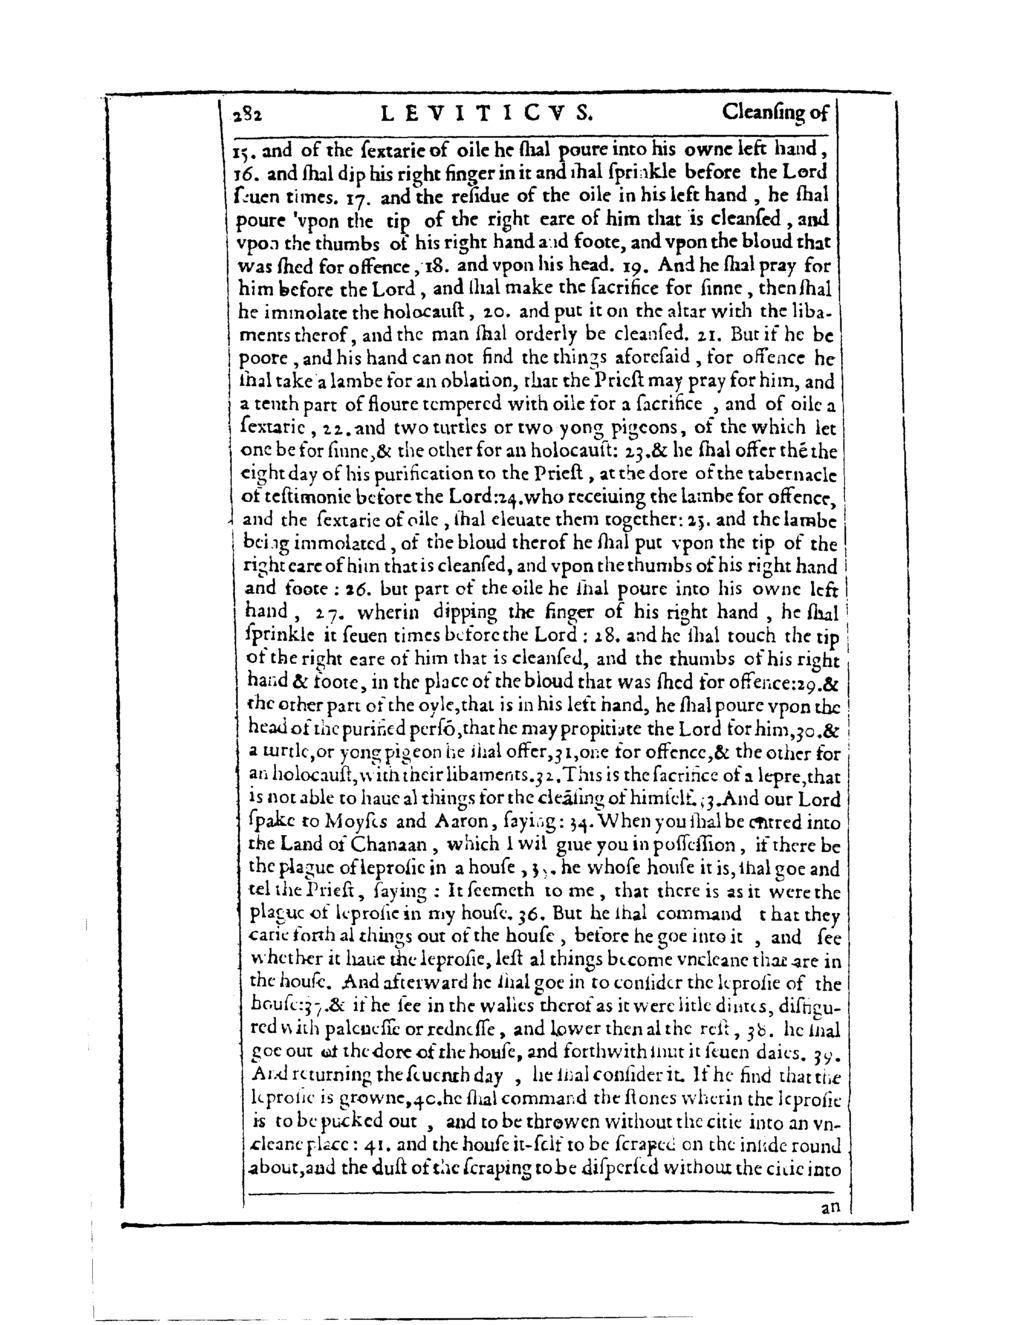 282 LEVITICVS. Cleanſing of
15. and of the ſextarie of oile he ſhal poure into his owne left hand,
16. and ſhal dip his right finger in it and ſhal ſprinkle before the Lord
ſeuen times. 17. and the reſidue of the oile in his left hand, he ſhal
poure vpon the tip of the right eare of him that is cleanſed, and
vpon the thumbs of his right hand and foote, and vpon the bloud that
was ſhed for offence, 18. and vpon his head. 19. And he ſhal pray for
him before the Lord, and ſhal make the ſacrifice for ſinne, then ſhal
he immolate the holocauſt, 20. and put it on the altar with the liba-
ments therof, and the man ſhal orderly be cleanſed. 21. But if he be
poore, and his hand can not find the things aforeſaid, for offence he
ſhal take a lambe for an oblation, that the Prieſt may pray for him, and
a tenth part of floure tempered with oile for a ſacrifice, and of oile a
ſextarie, 22. and two turtles or two yong pigeons, of the which let
one be for ſinne, & the other for an holocauſt: 23. & he ſhal offer thē the
eight day of his purification to the Prieſt, at the dore of the tabernacle
of teſtimonie before the Lord: 24. who receiuing the lambe for offence,
and the ſextarie of oile, ſhal eleuate them together: 25. and the lambe
being immolated, of the bloud therof he ſhal put vpon the tip of the
right eare of him that is cleanſed, and vpon the thumbs of his right hand
and foote: 26. but part of the oile he ſhal poure into his owne left
hand, 27. wherin dipping the finger of his right hand, he ſhal
ſprinkle it ſeuen times before the Lord: 28. and he ſhal touch the tip
of the right eare of him that is cleanſed, and the thumbs of his right
hand & foote, in the place of the bloud that was ſhed for offence: 29. &
the other part of the oyle, that is in his left hand, he ſhal poure vpon the
head of the purified perſō, that he may propitiate the Lord for him, 30. &
a turtle, or yong pigeon he ſhal offer, 31, one for offence, & the other for
an holocauſt, with their libaments. 32. This is the ſacrifice of a lepre, that
is not able to haue al things for the cleāſing of himſelf. 33. And our Lord
ſpake to Moyſes and Aaron, ſaying: 34. When you ſhal be entred into
the Land of Chanaan, which I wil giue you in poſſeſſion, if there be
the plague of leproſie in a houſe, 35. he whoſe houſe it is, ſhal goe and
tel the Prieſt, ſaying: It ſeemeth to me, that there is as it were the
plague of leproſie in my houſe. 36. But he ſhal command that they
carie forth al things out of the houſe, before he goe into it, and ſee
whether it haue the leproſie, leſt al things become vncleane that are in
the houſe. And afterward he ſhal goe in to conſider the leproſie of the
houſe: 37. & if he ſee in the walles therof as it were litle dintes, diſfigu-
red with paleneſſe or redneſſe, and lower then al the reſt, 38. he ſhal
goe out at the dore of the houſe, and forthwith ſhut it ſeuen daies. 39.
And returning the ſeuenth day, he ſhal conſider it. If he find that the
leproſie is growne, 40. he ſhal command the ſtones wherin the leproſie
is to be pucked out, and to be throwen without the citie into an vn-
cleane place: 41. and the houſe it-ſelf to be ſcraped on the inſide round
about, and the duſt of the ſcraping to be diſperſed without the citie into
an